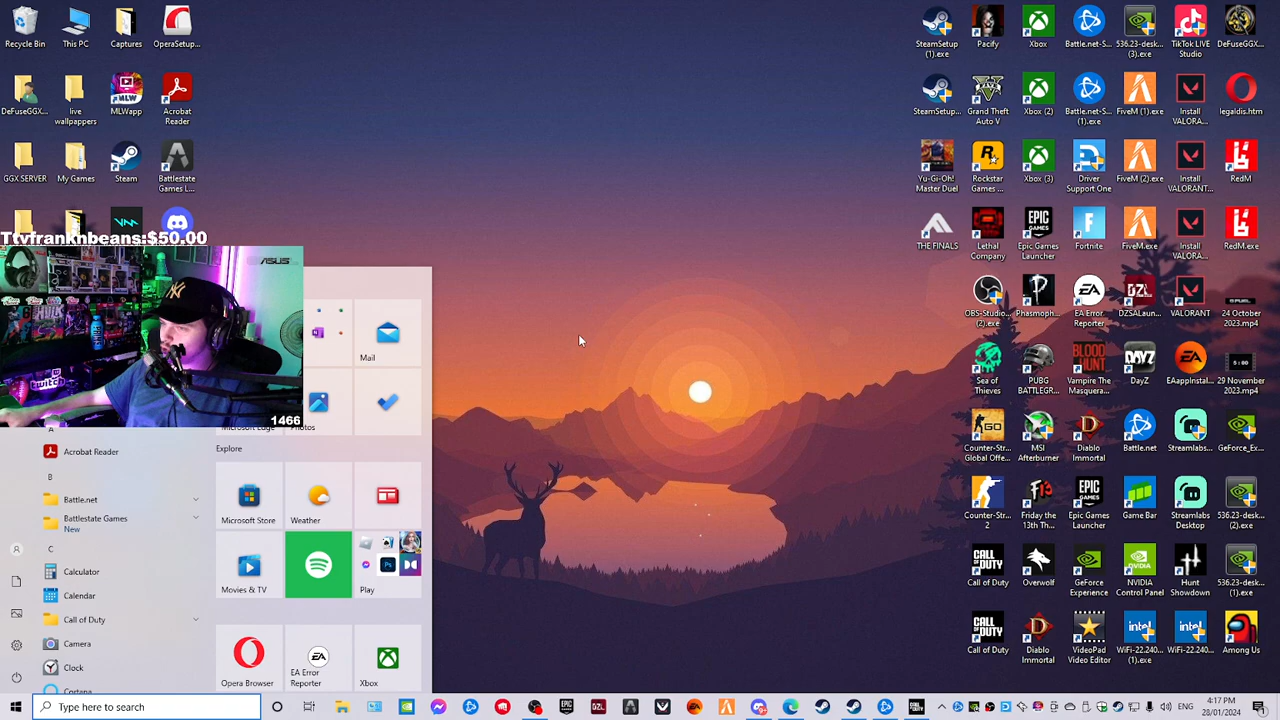 Recycle Bin
This PC
Captures
OperaSetup...
DeFuseGGX...
live
wallpappers
MLWapp
Acrobat
Reader
GGX SERVER
My Games
Steam
Battlestate
Games L...
Ttvfranknbeans:$50.00
ASUS
twitch
1466
SteamSetup
(1).exe
Pacify
Xbox
Battle.net-S...
536.23-desk...
(3).exe
TikTok LIVE
Studio
DeFuseGGX...
SteamSetup...
Grand Theft
Auto V
Xbox (2)
Battle.net-S...
(1).exe
FiveM (1).exe
Install
VALORA...
legaldis.htm
Yu-Gi-Oh!
Master Duel
Rockstar
Games ...
Xbox (3)
Driver
Support One
FiveM (2).exe
Install
VALORANT...
RedM
THE FINALS
Lethal
Company
Epic Games
Launcher
Fortnite
FiveM.exe
Install
VALORA...
RedM.exe
OBS-Studio...
(2).exe
Phasmoph...
EA Error
Reporter
DZSALaun...
VALORANT
24 October
2023.mp4
Sea of
Thieves
PUBG
BATTLEGR...
Vampire The
Masquera...
DayZ
EAappInstal...
29 November
2023.mp4
Counter-Str...
Global Offe...
MSI
Afterburner
Diablo
Immortal
Battle.net
Streamlabs...
GeForce_Ex...
Counter-Str...
2
Friday the
13th Th...
Epic Games
Launcher
Game Bar
Streamlabs
Desktop
536.23-desk...
(2).exe
Call of Duty
Overwolf
GeForce
Experience
NVIDIA
Control Panel
Hunt
Showdown
536.23-desk...
(1).exe
Call of Duty
Diablo
Immortal
VideoPad
Video Editor
WiFi-22.240...
(1).exe
WiFi-22.240...
Among Us
Mail
Microsoft Edge
Photos
A
Acrobat Reader
B
Battle.net
Battlestate Games
New
C
Calculator
Calendar
Call of Duty
Camera
Clock
Cortana
Explore
Microsoft Store
Weather
Movies & TV
Play
Opera Browser
EA Error
Reporter
Xbox
Type here to search
ENG
4:17 PM
28/01/2024